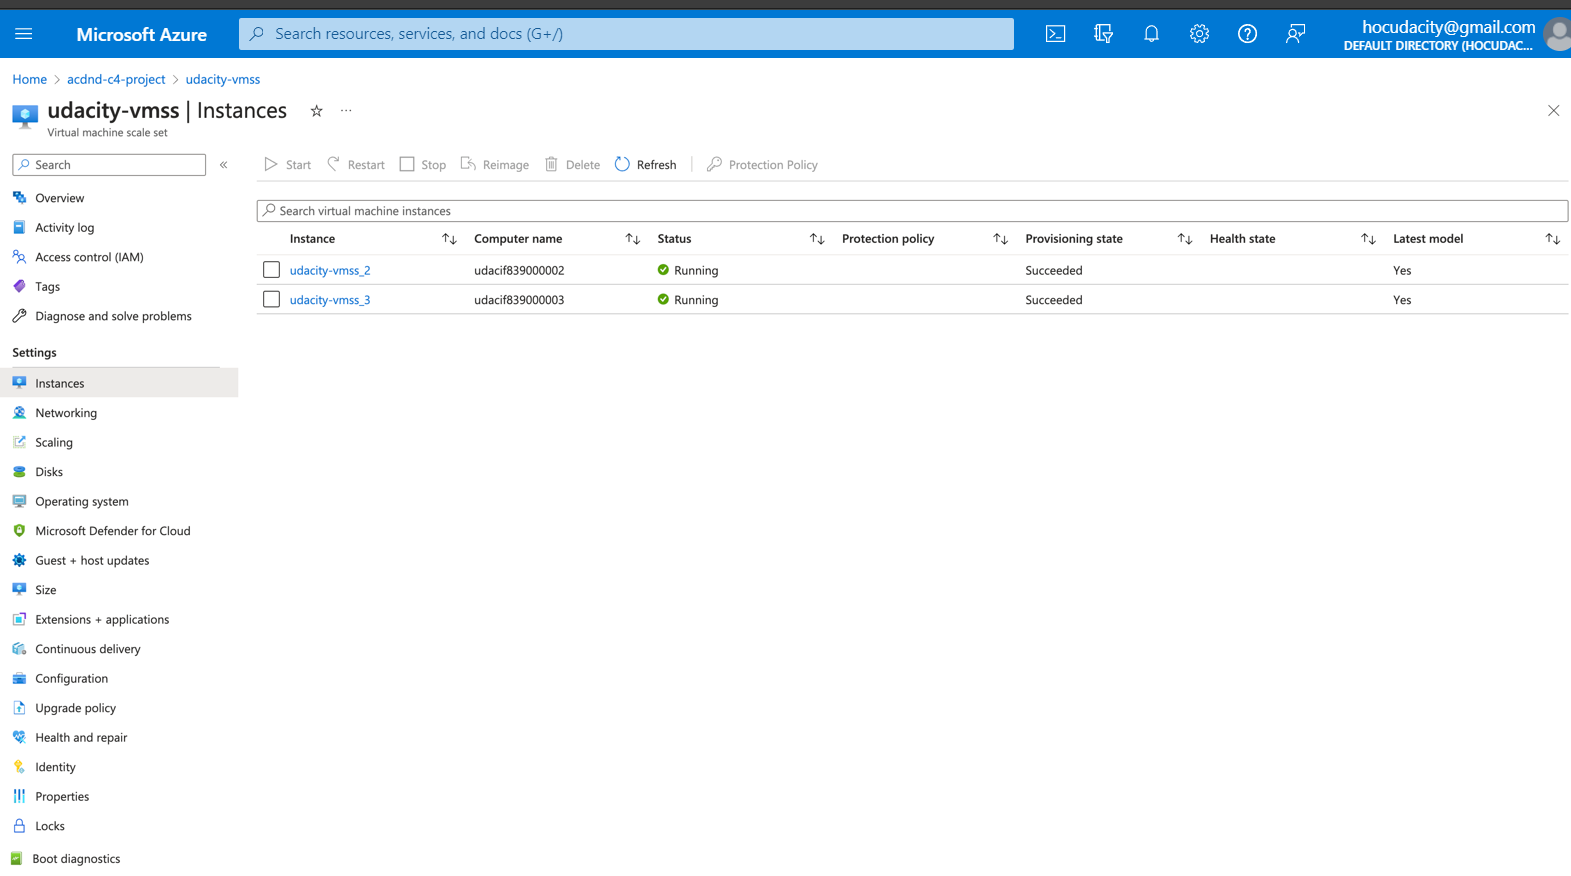 Microsoft Azure
Search resources, services, and docs (G+/)
hocudacity@gmail.com
DEFAULT DIRECTORY (HOCUDAC...
Home > acdnd-c4-project > udacity-vmss
udacity-vmss | Instances
Virtual machine scale set
Search
Start Restart Stop Reimage Delete Refresh Protection Policy
Overview
Activity log
Access control (IAM)
Tags
Diagnose and solve problems
Settings
Instances
Networking
Scaling
Disks
Operating system
Microsoft Defender for Cloud
Guest + host updates
Size
Extensions + applications
Continuous delivery
Configuration
Upgrade policy
Health and repair
Identity
Properties
Locks
Boot diagnostics
Search virtual machine instances
Instance Computer name Status Protection policy Provisioning state Health state Latest model
udacity-vmss_2 udacif839000002 Running Succeeded Yes
udacity-vmss_3 udacif839000003 Running Succeeded Yes